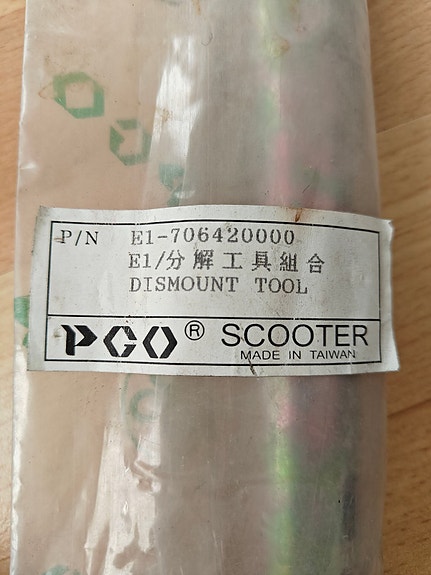 P/N E1-706420000
E1/分解工具組合
DISMOUNT TOOL
PGO® SCOOTER
MADE IN TAIWAN